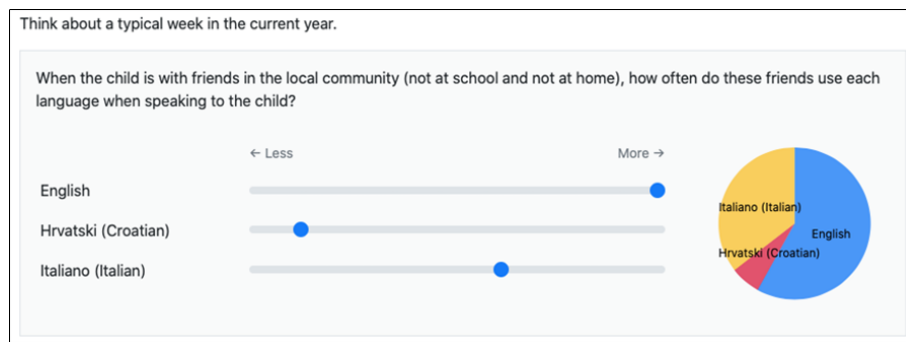 Think about a typical week in the current year.
When the child is with friends in the local community (not at school and not at home), how often do these friends use each
language when speaking to the child?
← Less
More →
English
Hrvatski (Croatian)
Italiano (Italian)
Italiano (Italian)
English
Hrvatski (Croatian)